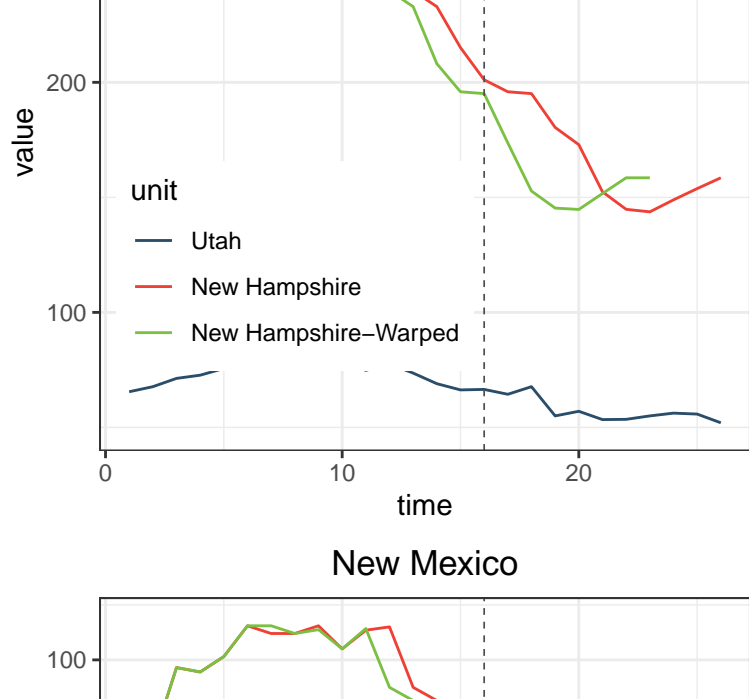 200
value
unit
Utah
New Hampshire
100
New Hampshire−Warped
0 10 20
time
New Mexico
100